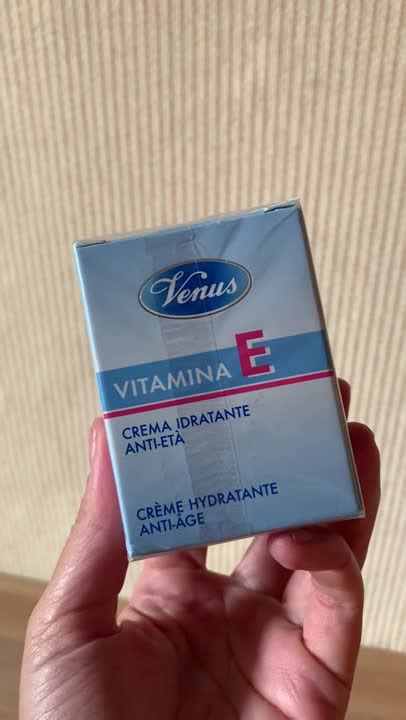 Venus
VITAMINA E
CREMA IDRATANTE
ANTI-ETÀ
CRÈME HYDRATANTE
ANTI-ÂGE